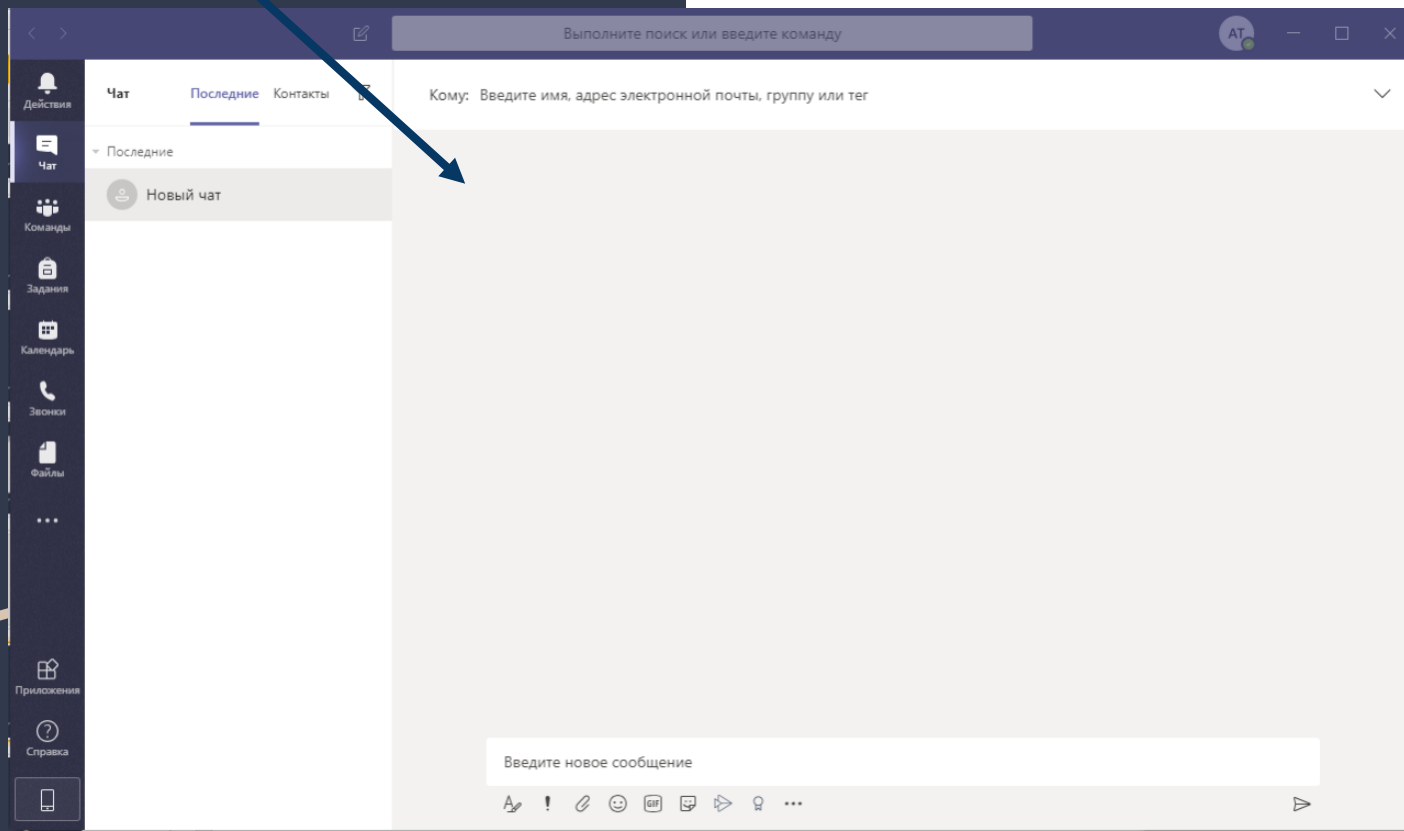 Выполните поиск или введите команду
АТ
Действия
Чат
Команды
Задания
Календарь
Звонки
Файлы
Приложения
Справка
Чат Последние Контакты
Последние
Новый чат
Кому: Введите имя, адрес электронной почты, группу или тег
Введите новое сообщение
GIF